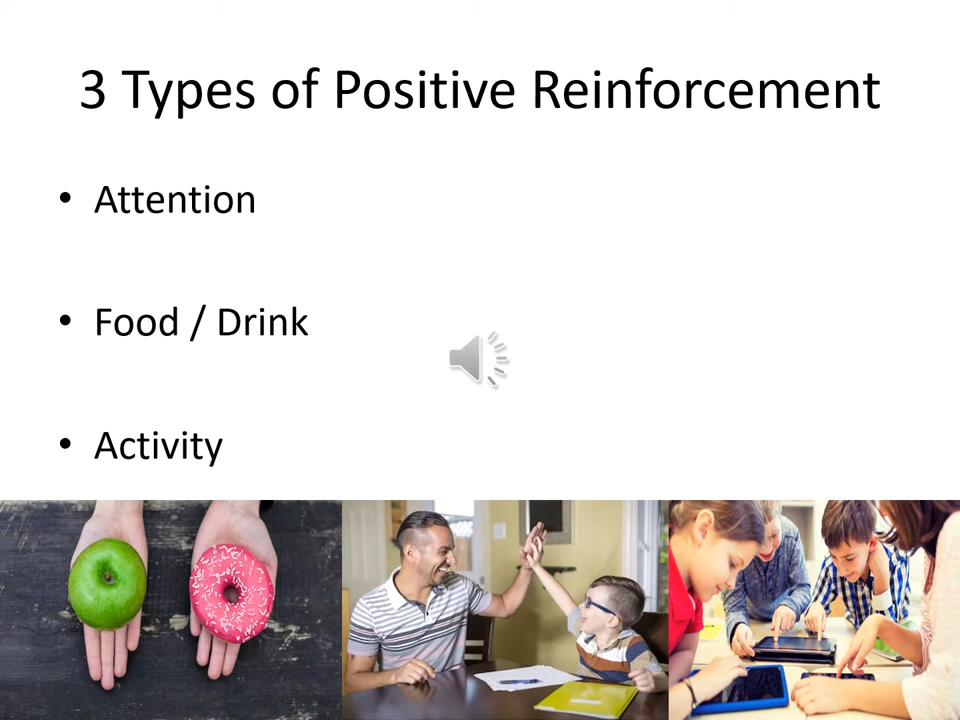 3 Types of Positive Reinforcement
• Attention
• Food / Drink
• Activity